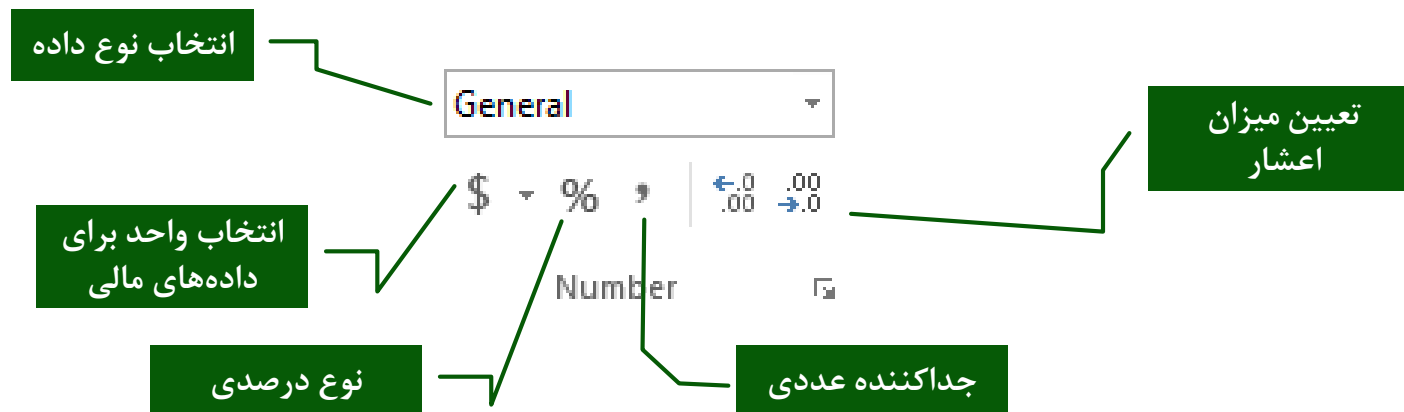 انتخاب نوع داده
General
تعیین میزان
اعشار
$ % , ←.0 .00
.00 →.0
انتخاب واحد برای
داده‌های مالی
Number
نوع درصدی
جداکننده عددی